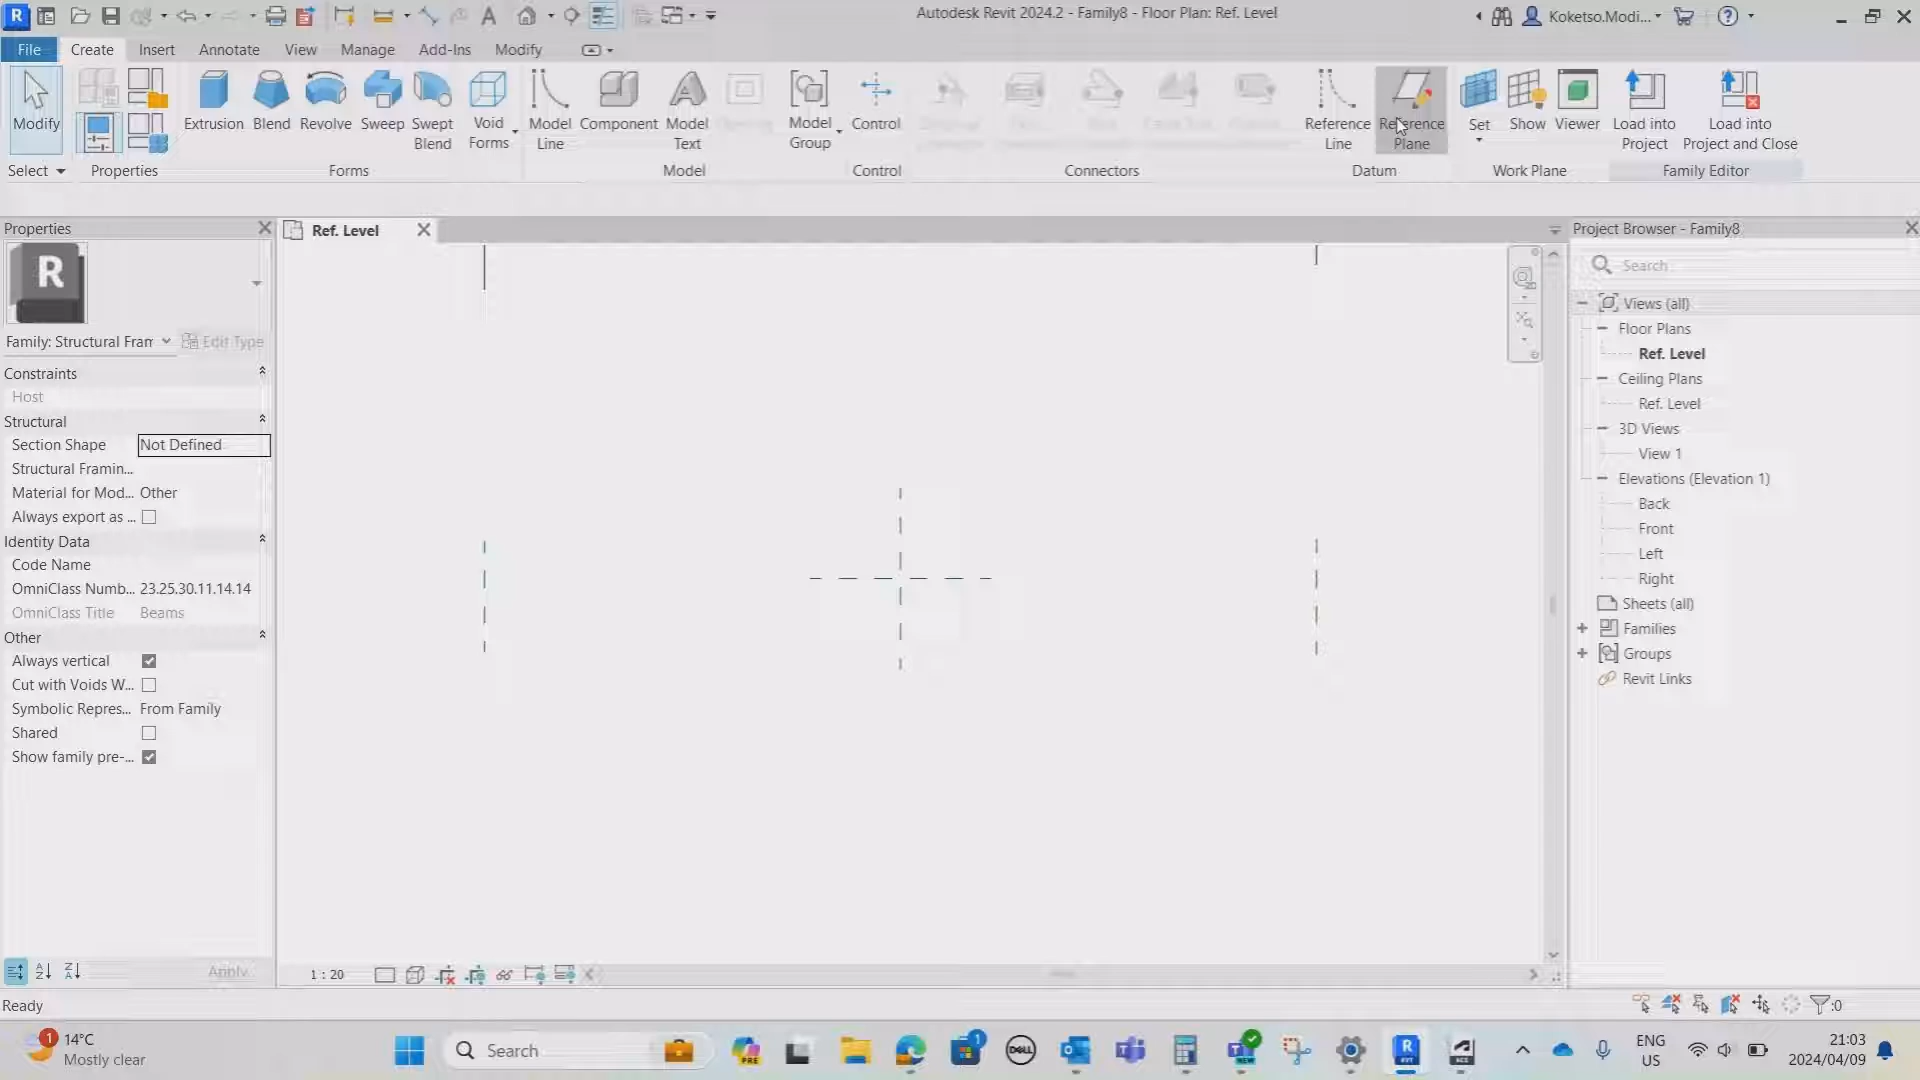 Autodesk Revit 2024.2 - Family8 - Floor Plan: Ref. Level
Koketso.Modi...
File Create Insert Annotate View Manage Add-Ins Modify
Modify
Extrusion
Blend
Revolve
Sweep
Swept
Blend
Void
Forms
Model
Line
Component
Model
Text
Model
Group
Control
Reference
Line
Reference
Plane
Set
Show
Viewer
Load into
Project
Load into
Project and Close
Select
Properties
Forms
Model
Control
Connectors
Datum
Work Plane
Family Editor
Properties
R
Family: Structural Fram
Edit Type
Constraints
Host
Structural
Section Shape Not Defined
Structural Framin...
Material for Mod... Other
Always export as ...
Identity Data
Code Name
OmniClass Numb... 23.25.30.11.14.14
OmniClass Title Beams
Other
Always vertical
Cut with Voids W...
Symbolic Repres... From Family
Shared
Show family pre-...
Apply
Ref. Level
1 : 20
Project Browser - Family8
Search
Views (all)
Floor Plans
Ref. Level
Ceiling Plans
Ref. Level
3D Views
View 1
Elevations (Elevation 1)
Back
Front
Left
Right
Sheets (all)
Families
Groups
Revit Links
Ready
:0
1
14°C
Mostly clear
Search
PRE
1
DELL
NEW
R
RVT
ACS
ENG
US
21:03
2024/04/09